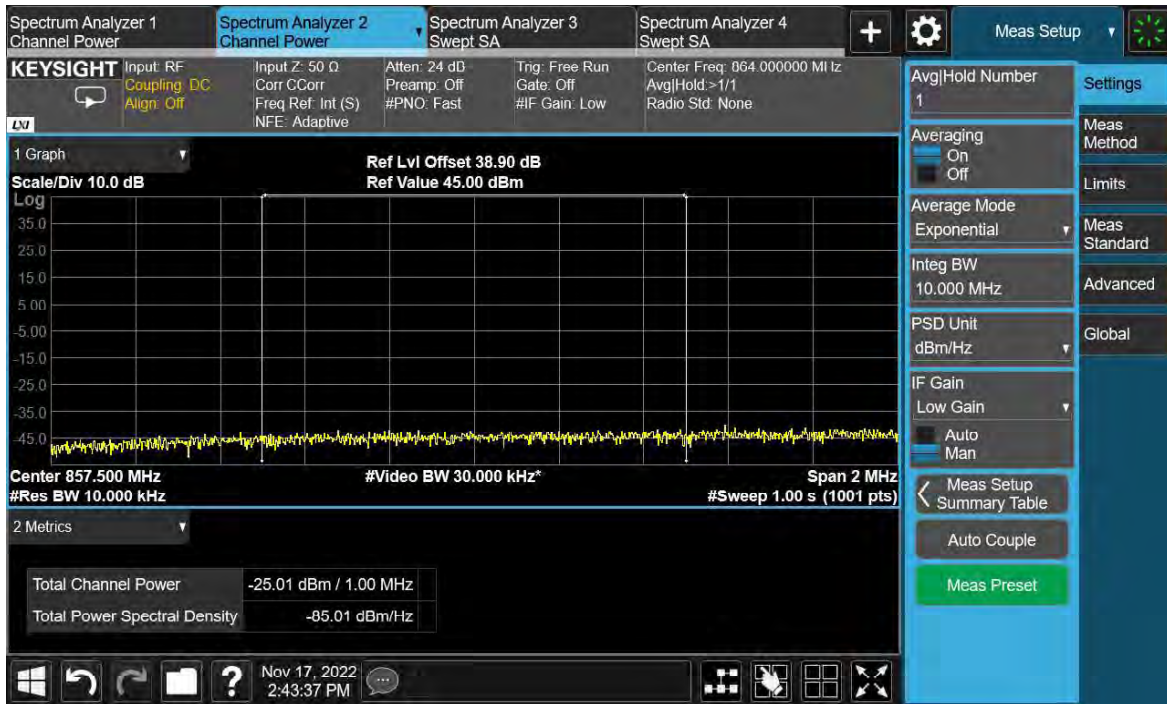 Spectrum Analyzer 1
Channel Power
Spectrum Analyzer 2
Channel Power
Spectrum Analyzer 3
Swept SA
Spectrum Analyzer 4
Swept SA
+
Meas Setup
KEYSIGHT
LXI
Input: RF
Coupling: DC
Align: Off
Input Z: 50 Ω
Corr CCorr
Freq Ref: Int (S)
NFE: Adaptive
Atten: 24 dB
Preamp: Off
#PNO: Fast
Trig: Free Run
Gate: Off
#IF Gain: Low
Center Freq: 864.000000 MHz
Avg|Hold:>1/1
Radio Std: None
1 Graph
Scale/Div 10.0 dB
Ref Lvl Offset 38.90 dB
Ref Value 45.00 dBm
Log
35.0
25.0
15.0
5.00
-5.00
-15.0
-25.0
-35.0
-45.0
Center 857.500 MHz
#Res BW 10.000 kHz
#Video BW 30.000 kHz*
Span 2 MHz
#Sweep 1.00 s (1001 pts)
2 Metrics
Total Channel Power -25.01 dBm / 1.00 MHz
Total Power Spectral Density -85.01 dBm/Hz
?
Nov 17, 2022
2:43:37 PM
Avg|Hold Number
1
Averaging
On
Off
Average Mode
Exponential
Integ BW
10.000 MHz
PSD Unit
dBm/Hz
IF Gain
Low Gain
Auto
Man
Meas Setup
Summary Table
Auto Couple
Meas Preset
Settings
Meas
Method
Limits
Meas
Standard
Advanced
Global